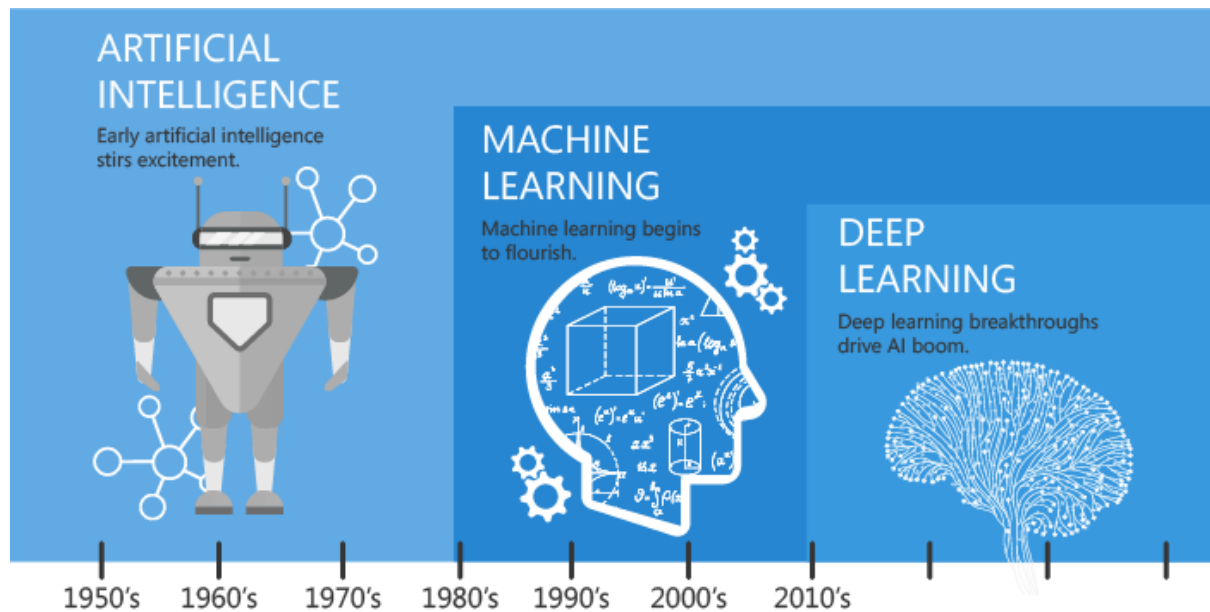 ARTIFICIAL
INTELLIGENCE
Early artificial intelligence
stirs excitement.
MACHINE
LEARNING
Machine learning begins
to flourish.
DEEP
LEARNING
Deep learning breakthroughs
drive AI boom.
1950's 1960's 1970's 1980's 1990's 2000's 2010's